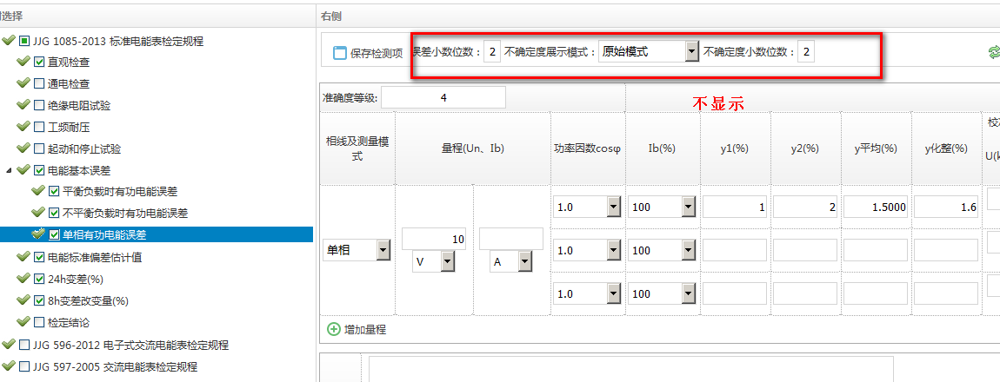 选择
JJG 1085-2013 标准电能表检定规程
直观检查
通电检查
绝缘电阻试验
工频耐压
起动和停止试验
电能基本误差
平衡负载时有功电能误差
不平衡负载时有功电能误差
单相有功电能误差
电能标准偏差估计值
24h变差(%)
8h变差改变量(%)
检定结论
JJG 596-2012 电子式交流电能表检定规程
JJG 597-2005 交流电能表检定规程
右侧
保存检测项 误差小数位数： 2 不确定度展示模式： 原始模式 不确定度小数位数： 2
准确度等级: 4
不显示
相线及测量模式 量程(Un、Ib) 功率因数cosφ Ib(%) y1(%) y2(%) y平均(%) y化整(%) 校 U(k
1.0 100 1 2 1.5000 1.6
单相 10 V A 1.0 100
1.0 100
增加量程